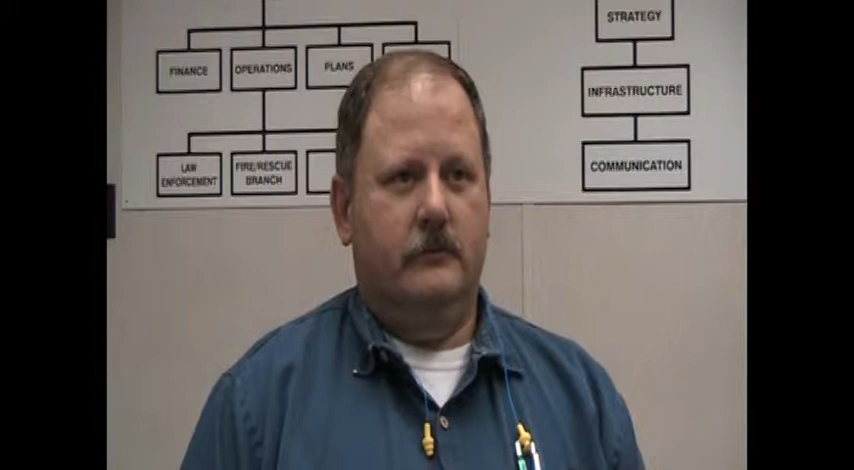 STRATEGY
FINANCE
OPERATIONS
PLANS
INFRASTRUCTURE
LAW
ENFORCEMENT
FIRE/RESCUE
BRANCH
COMMUNICATION